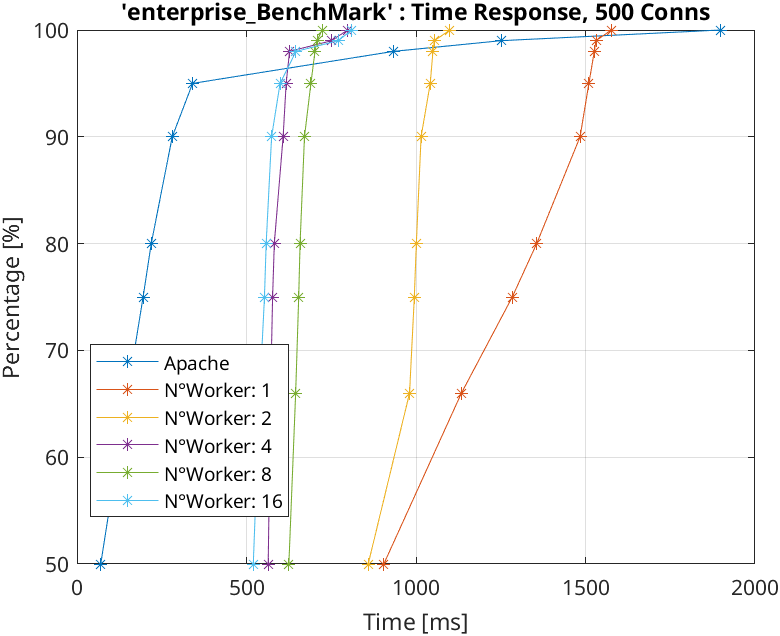 'enterprise_BenchMark' : Time Response, 500 Conns
100
90
80
70
60
50
Percentage [%]
Apache
N°Worker: 1
N°Worker: 2
N°Worker: 4
N°Worker: 8
N°Worker: 16
0 500 1000 1500 2000
Time [ms]